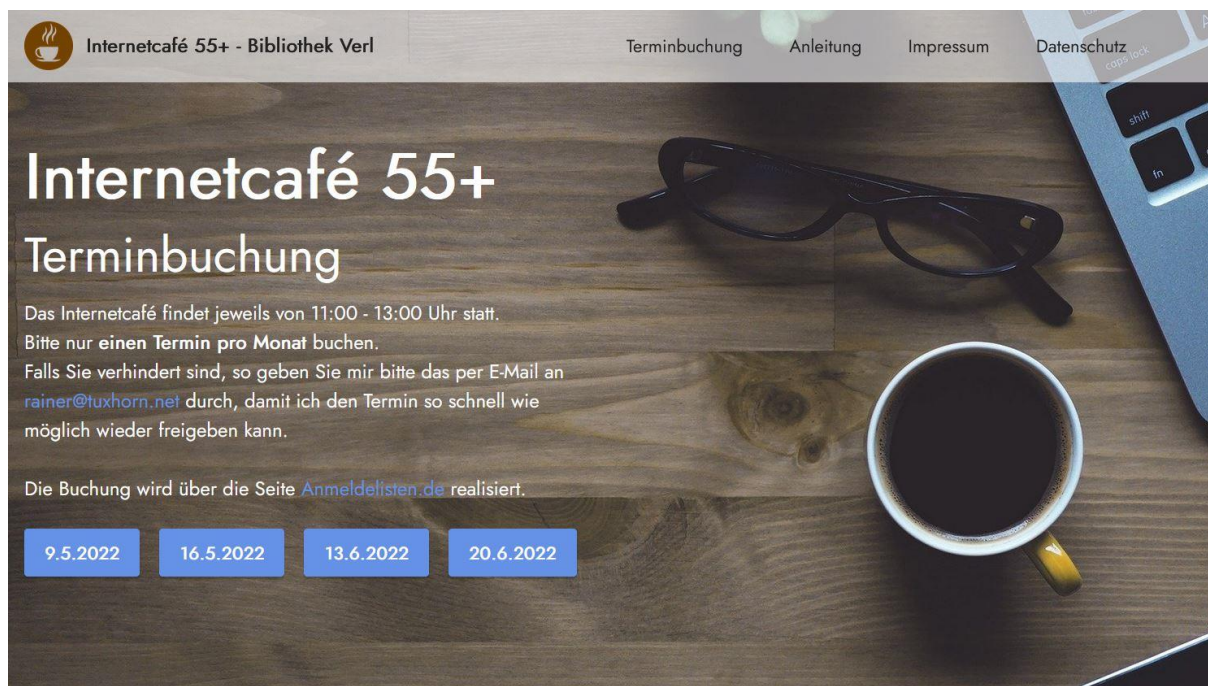 Internetcafé 55+ - Bibliothek Verl
Terminbuchung
Anleitung
Impressum
Datenschutz
caps lock
shift
fn
Internetcafé 55+
Terminbuchung
Das Internetcafé findet jeweils von 11:00 - 13:00 Uhr statt.
Bitte nur einen Termin pro Monat buchen.
Falls Sie verhindert sind, so geben Sie mir bitte das per E-Mail an
rainer@tuxhorn.net durch, damit ich den Termin so schnell wie
möglich wieder freigeben kann.
Die Buchung wird über die Seite Anmeldelisten.de realisiert.
9.5.2022
16.5.2022
13.6.2022
20.6.2022